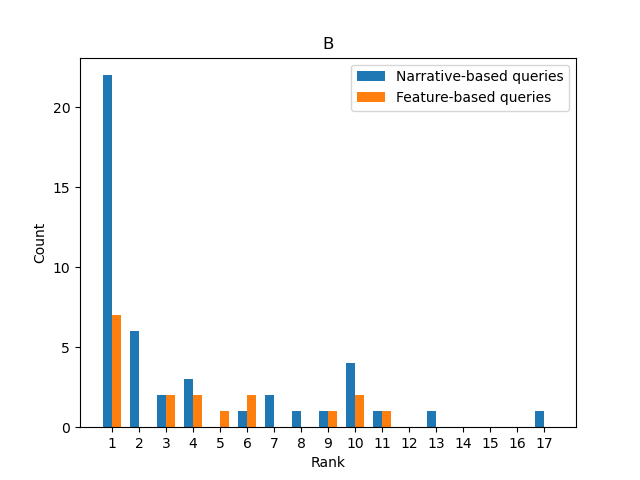 B
Narrative-based queries
Feature-based queries
20
15
10
5
0
Count
1 2 3 4 5 6 7 8 9 10 11 12 13 14 15 16 17
Rank